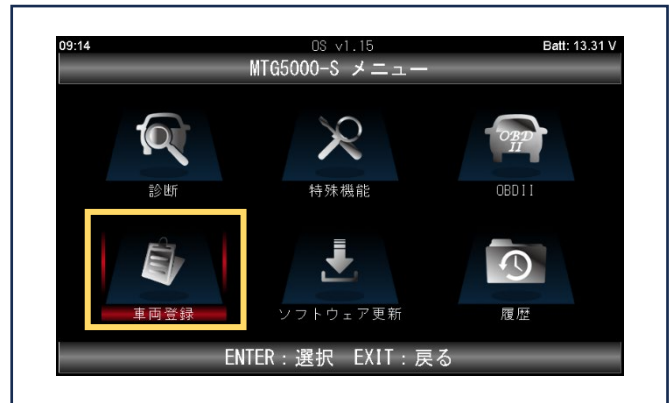 09:14 OS v1.15 Batt: 13.31 V
MTG5000-S メニュー
OBD II
診断 特殊機能 OBDII
車両登録 ソフトウェア更新 履歴
ENTER：選択 EXIT：戻る